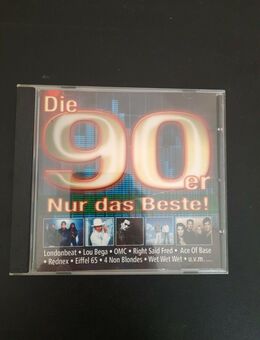 Die
90er
Nur das Beste!
Londonbeat • Lou Bega • OMC • Right Said Fred • Ace Of Base
• Rednex • Eiffel 65 • 4 Non Blondes • Wet Wet Wet • u.v.m...